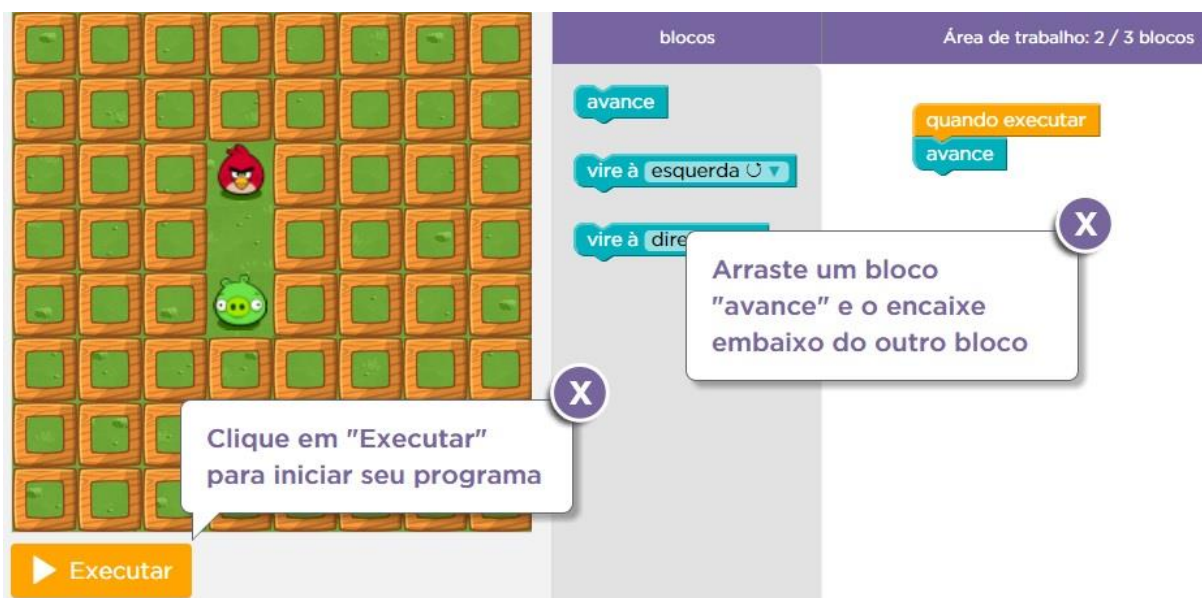 blocos
Área de trabalho: 2 / 3 blocos
avance
vire à esquerda
vire à dire
quando executar
avance
X
Arraste um bloco
"avance" e o encaixe
embaixo do outro bloco
X
Clique em "Executar"
para iniciar seu programa
Executar